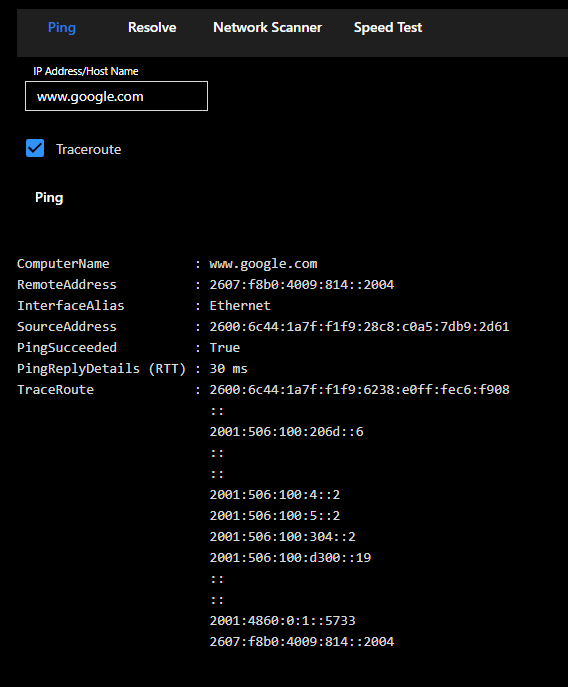 Ping Resolve Network Scanner Speed Test
IP Address/Host Name
www.google.com
Traceroute
Ping
ComputerName : www.google.com
RemoteAddress : 2607:f8b0:4009:814::2004
InterfaceAlias : Ethernet
SourceAddress : 2600:6c44:1a7f:f1f9:28c8:c0a5:7db9:2d61
PingSucceeded : True
PingReplyDetails (RTT) : 30 ms
TraceRoute : 2600:6c44:1a7f:f1f9:6238:e0ff:fec6:f908
::
2001:506:100:206d::6
::
::
2001:506:100:4::2
2001:506:100:5::2
2001:506:100:304::2
2001:506:100:d300::19
::
::
2001:4860:0:1::5733
2607:f8b0:4009:814::2004